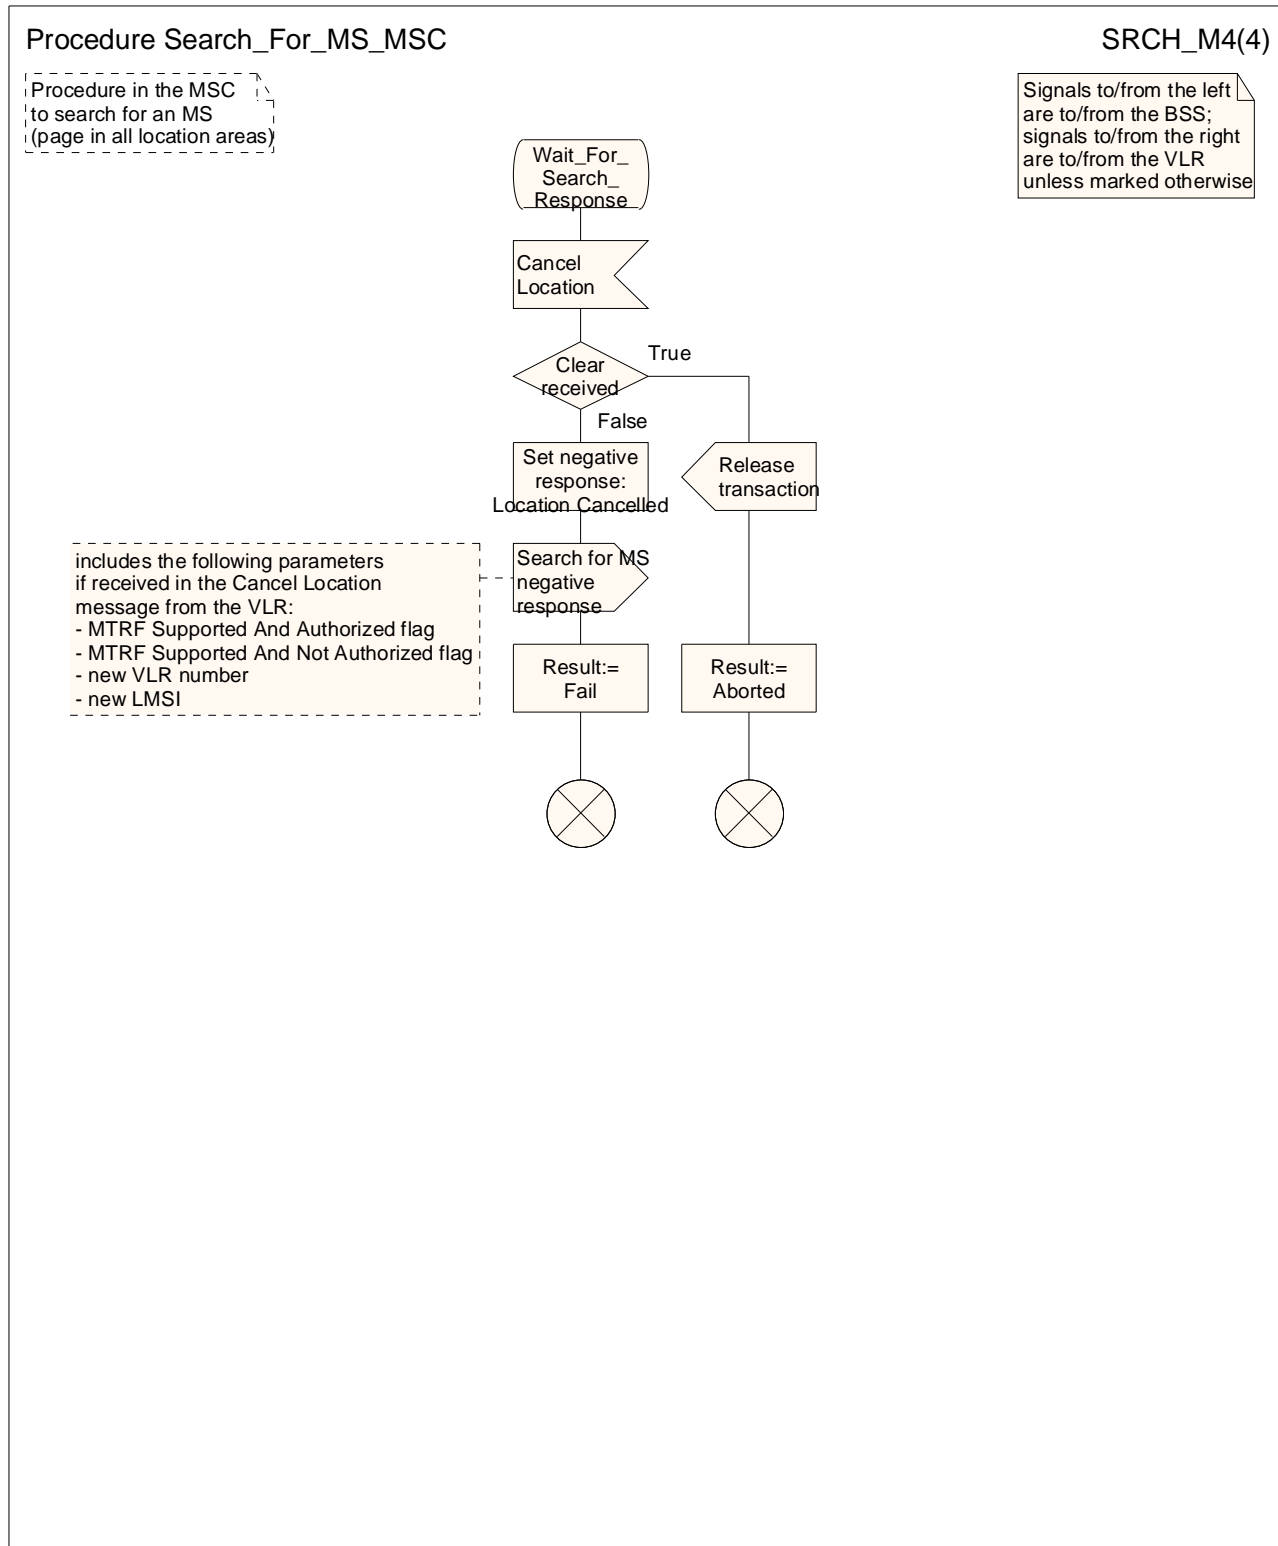 Procedure Search_For_MS_MSC
SRCH_M4(4)
Procedure in the MSC
to search for an MS
(page in all location areas)
Signals to/from the left
are to/from the BSS;
signals to/from the right
are to/from the VLR
unless marked otherwise
Wait_For_
Search_
Response
Cancel
Location
Clear
received
True
False
Set negative
response:
Location Cancelled
Release
transaction
includes the following parameters
if received in the Cancel Location
message from the VLR:
- MTRF Supported And Authorized flag
- MTRF Supported And Not Authorized flag
- new VLR number
- new LMSI
Search for MS
negative
response
Result:=
Fail
Result:=
Aborted